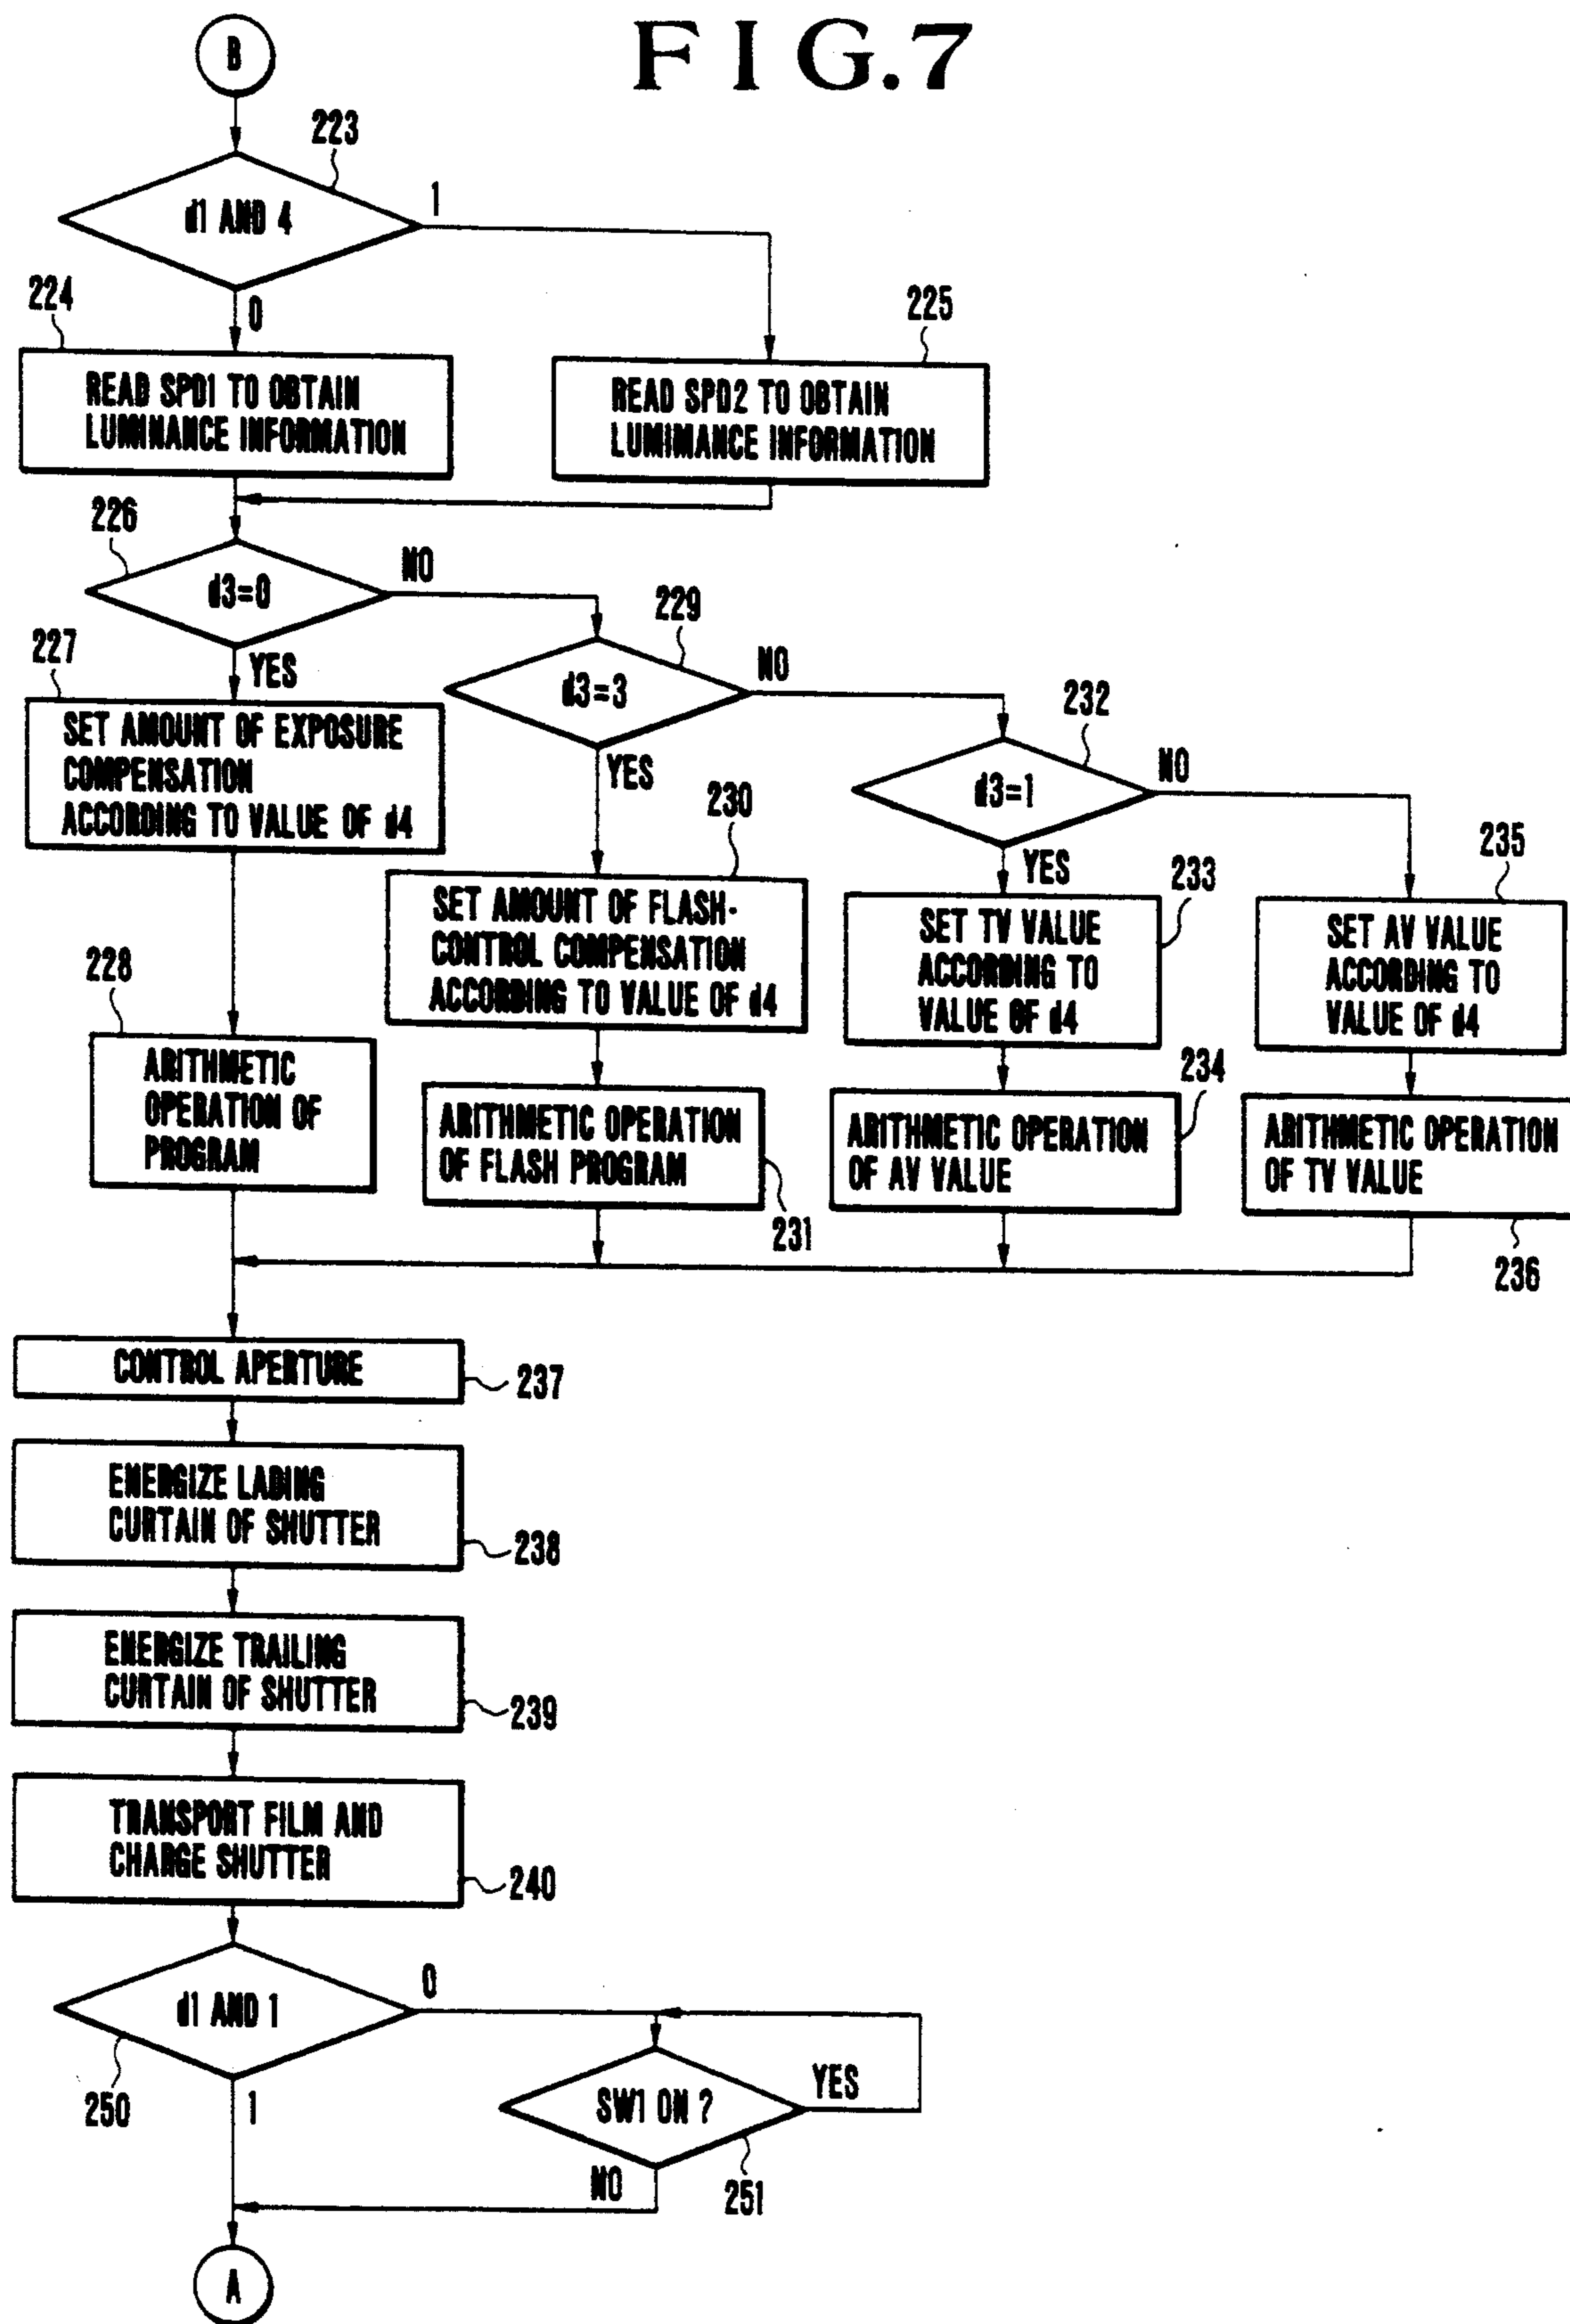 FIG.7
B
223
d1 AND 4
1
0
224
READ SPD1 TO OBTAIN
LUMINANCE INFORMATION
225
READ SPD2 TO OBTAIN
LUMIMANCE INFORMATION
226
d3=0
NO
YES
227
SET AMOUNT OF EXPOSURE
COMPENSATION
ACCORDING TO VALUE OF d4
228
ARITHMETIC
OPERATION OF
PROGRAM
229
d3=3
NO
YES
230
SET AMOUNT OF FLASH-
CONTROL COMPENSATION
ACCORDING TO VALUE OF d4
ARITHMETIC OPERATION
OF FLASH PROGRAM
231
232
d3=1
NO
YES
233
SET TV VALUE
ACCORDING TO
VALUE OF d4
234
ARITHMETIC OPERATION
OF AV VALUE
235
SET AV VALUE
ACCORDING TO
VALUE OF d4
ARITHMETIC OPERATION
OF TV VALUE
236
CONTROL APERTURE
237
ENERGIZE LADING
CURTAIN OF SHUTTER
238
ENERGIZE TRAILING
CURTAIN OF SHUTTER
239
TRANSPORT FILM AND
CHARGE SHUTTER
240
d1 AND 1
0
250
1
SW1 ON ?
YES
251
NO
A